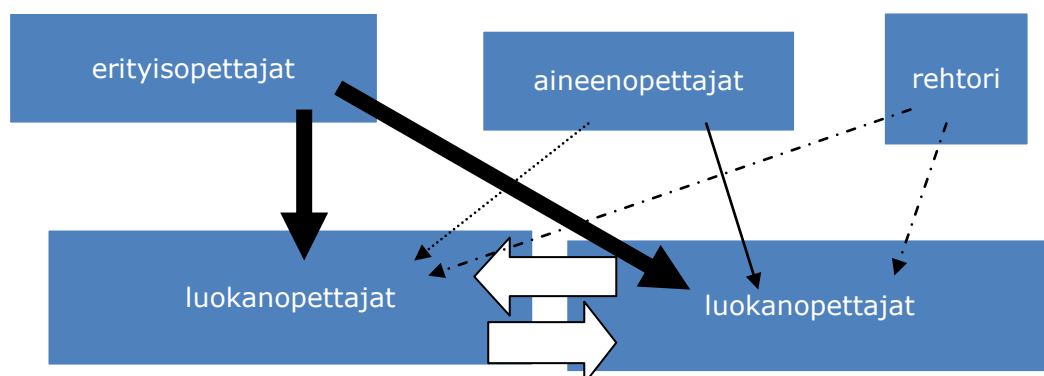 erityisopettajat
aineenopettajat
rehtori
luokanopettajat
luokanopettajat